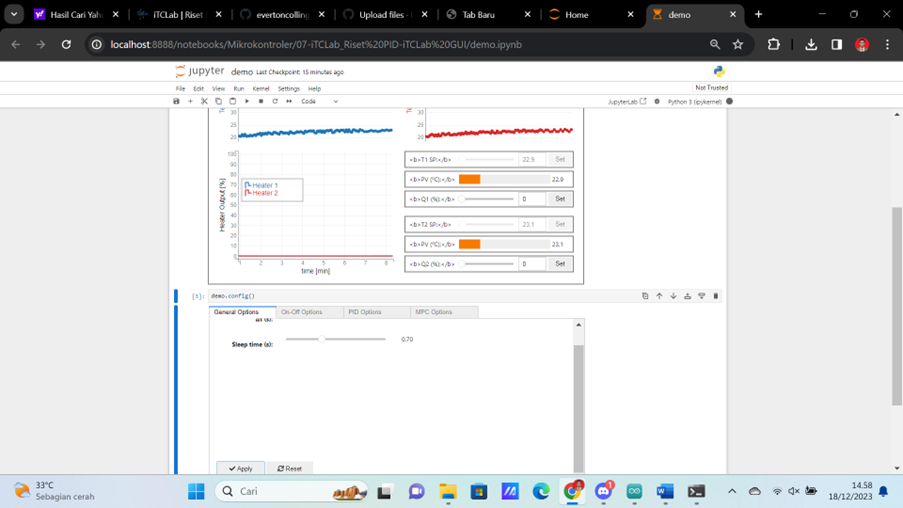 Hasil Cari Yah
iTCLab | Riset
evertoncolling
Upload files -
Tab Baru
Home
demo
localhost:8888/notebooks/Mikrokontroler/07-iTCLab_Riset%20PID-iTCLab%20GUI/demo.ipynb
jupyter demo Last Checkpoint: 15 minutes ago
File Edit View Run Kernel Settings Help
Not Trusted
Code
JupyterLab
Python 3 (ipykernel)
30
25
20
30
25
20
Heater Output [%]
100
90
80
70
60
50
40
30
20
10
0
Heater 1
Heater 2
1 2 3 4 5 6 7 8
time [min]
<b>T1 SP:</b> 22.9 Set
<b>PV (°C):</b> 22.9
<b>Q1 (%):</b> 0 Set
<b>T2 SP:</b> 23.1 Set
<b>PV (°C):</b> 23.1
<b>Q2 (%):</b> 0 Set
demo.config()
General Options On-Off Options PID Options MPC Options
Sleep time (s): 0.70
Apply Reset
33°C
Sebagian cerah
Cari
1
14.58
18/12/2023